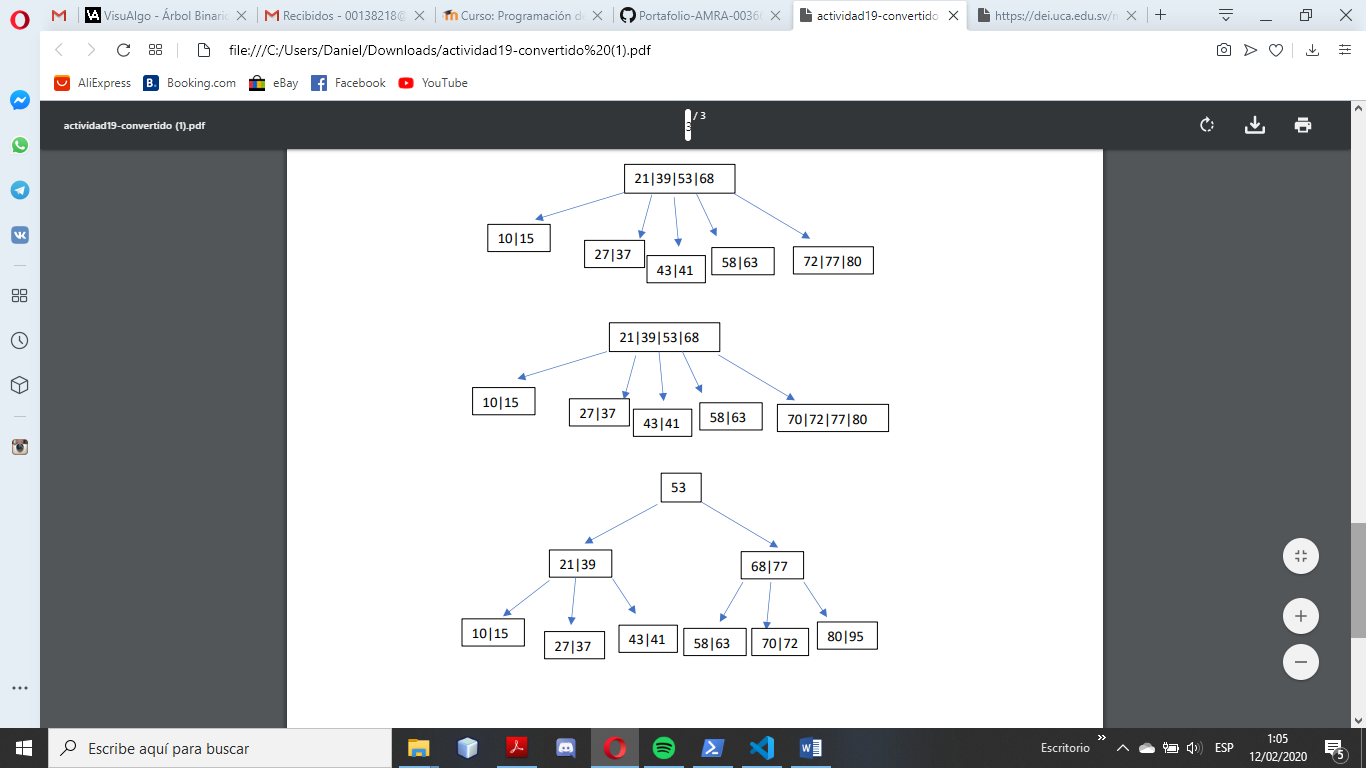 VisuAlgo - Árbol Binari
Recibidos - 00138218@
Curso: Programación d
Portafolio-AMRA-0036
actividad19-convertido
https://dei.uca.edu.sv/
file:///C:/Users/Daniel/Downloads/actividad19-convertido%20(1).pdf
AliExpress
B. Booking.com
eBay
Facebook
YouTube
actividad19-convertido (1).pdf
3 / 3
21|39|53|68
10|15
27|37
43|41
58|63
72|77|80
21|39|53|68
10|15
27|37
43|41
58|63
70|72|77|80
53
21|39
68|77
10|15
27|37
43|41
58|63
70|72
80|95
Escribe aquí para buscar
Escritorio
ESP
1:05
12/02/2020
5